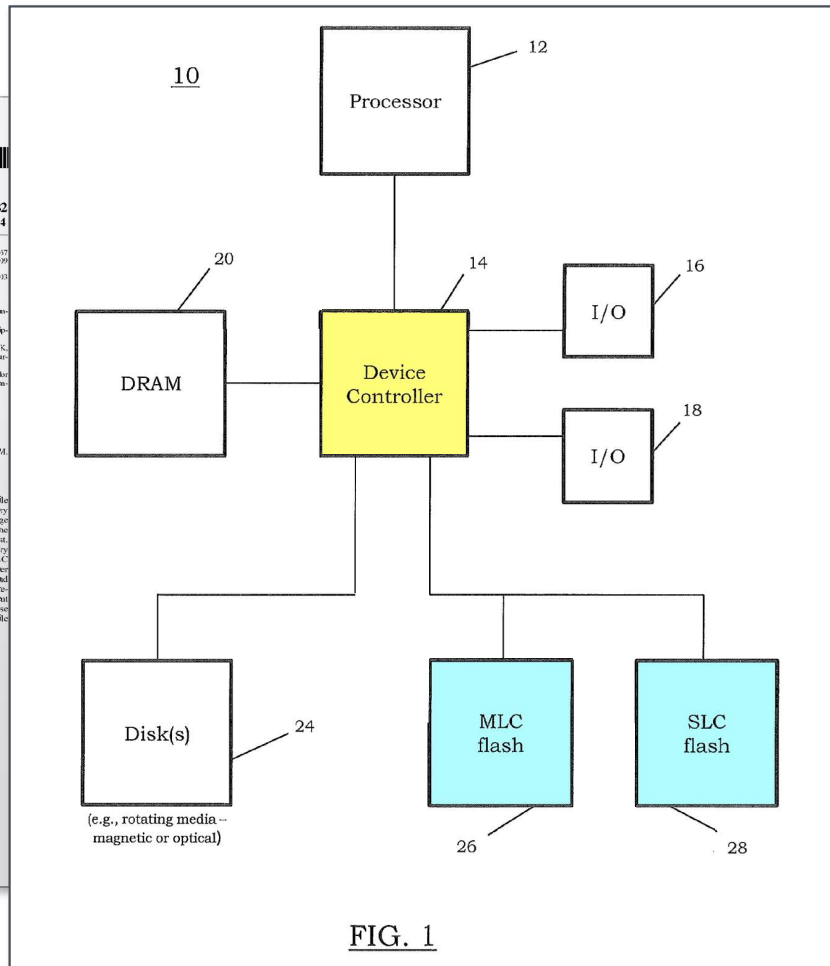 10
12
Processor
20
14
16
I/O
DRAM
Device
Controller
18
I/O
Disk(s)
24
MLC
flash
SLC
flash
(e.g., rotating media –
magnetic or optical)
26
28
FIG. 1